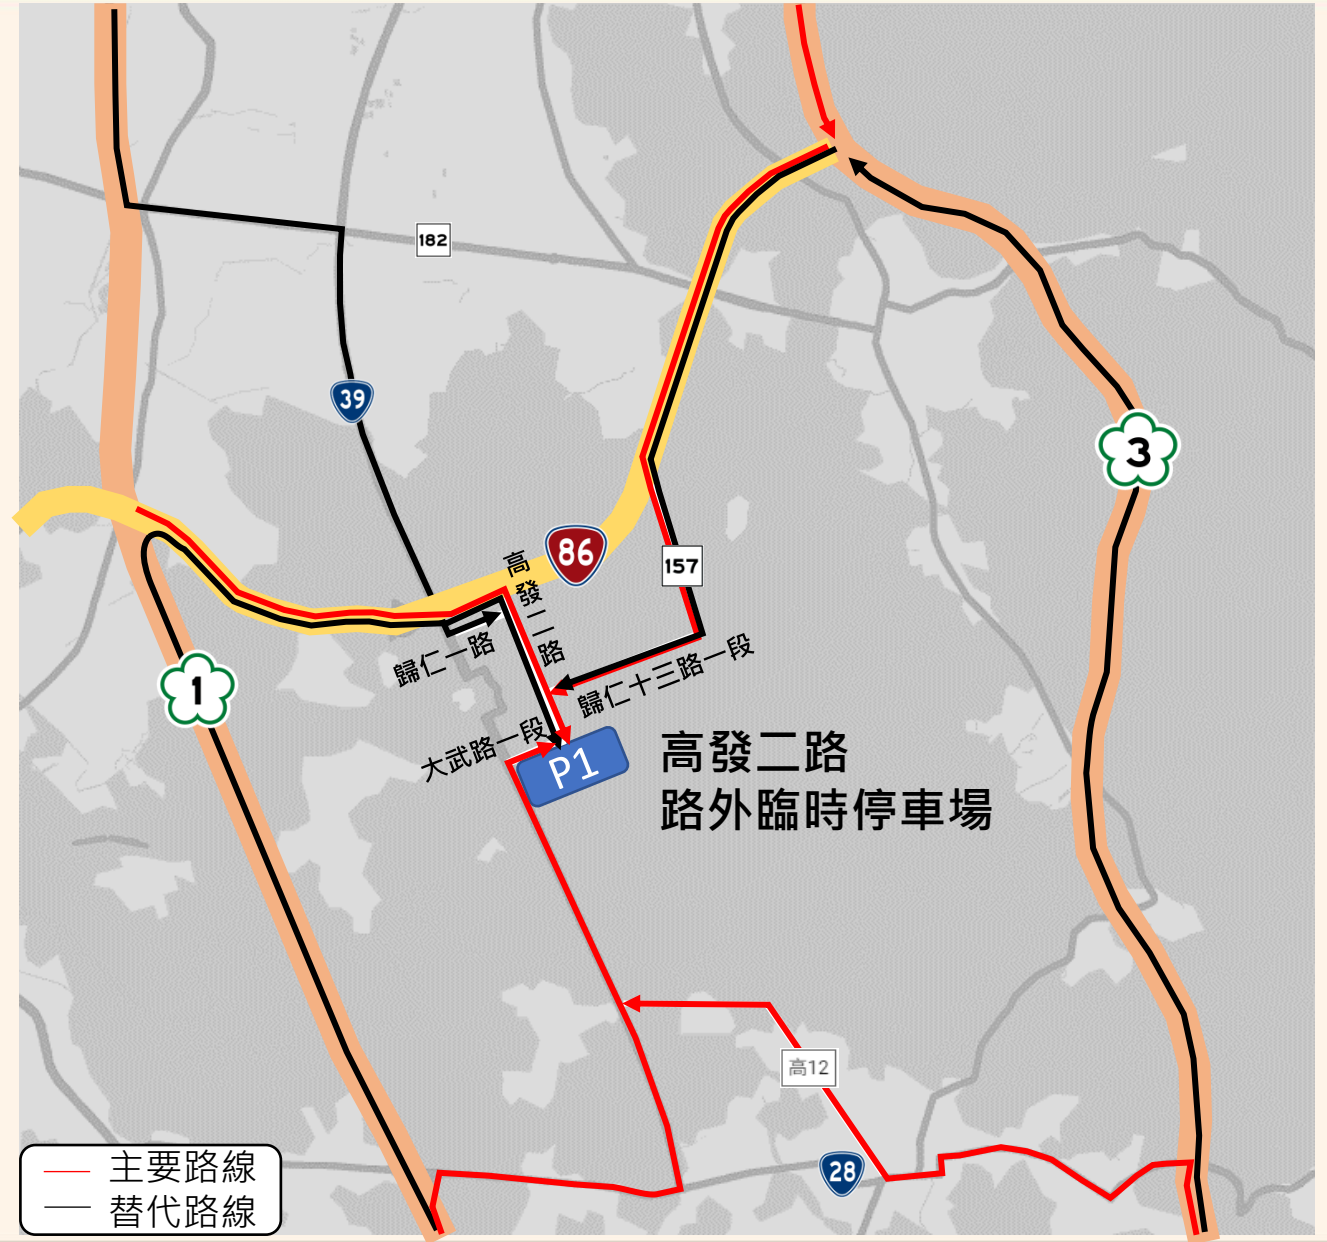 182
39
3
86
高發二路
157
歸仁一路
歸仁十三路一段
1
大武路一段
P1
高發二路
路外臨時停車場
高12
28
主要路線
替代路線